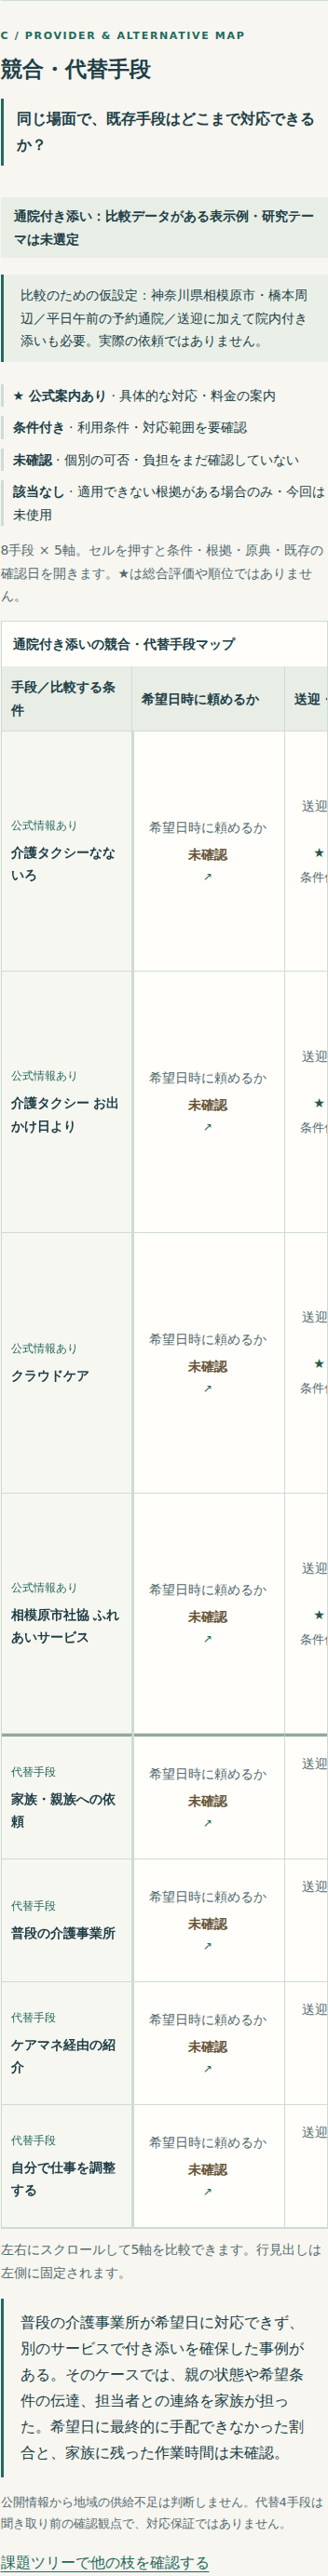 C / PROVIDER & ALTERNATIVE MAP
競合・代替手段
同じ場面で、既存手段はどこまで対応できる
か？
通院付き添い：比較データがある表示例・研究テー
マは未選定
比較のための仮設定：神奈川県相模原市・橋本周
辺／平日午前の予約通院／送迎に加えて院内付き
添いも必要。実際の依頼ではありません。
★ 公式案内あり · 具体的な対応・料金の案内
条件付き · 利用条件・対応範囲を要確認
未確認 · 個別の可否・負担をまだ確認していない
該当なし · 適用できない根拠がある場合のみ・今回は
未使用
8手段 × 5軸。セルを押すと条件・根拠・原典・既存の
確認日を開きます。★は総合評価や順位ではありませ
ん。
通院付き添いの競合・代替手段マップ
手段／比較する条
件
希望日時に頼めるか
送迎・
公式情報あり
介護タクシーなな
いろ
希望日時に頼めるか
未確認
↗
送迎
★
条件付
公式情報あり
介護タクシー お出
かけ日より
希望日時に頼めるか
未確認
↗
送迎
★
条件付
公式情報あり
クラウドケア
希望日時に頼めるか
未確認
↗
送迎
★
条件付
公式情報あり
相模原市社協 ふれ
あいサービス
希望日時に頼めるか
未確認
↗
送迎
★
条件付
代替手段
家族・親族への依
頼
希望日時に頼めるか
未確認
↗
送迎
代替手段
普段の介護事業所
希望日時に頼めるか
未確認
↗
送迎
代替手段
ケアマネ経由の紹
介
希望日時に頼めるか
未確認
↗
送迎
代替手段
自分で仕事を調整
する
希望日時に頼めるか
未確認
↗
送迎
左右にスクロールして5軸を比較できます。行見出しは
左側に固定されます。
普段の介護事業所が希望日に対応できず、
別のサービスで付き添いを確保した事例が
ある。そのケースでは、親の状態や希望条
件の伝達、担当者との連絡を家族が担っ
た。希望日に最終的に手配できなかった割
合と、家族に残った作業時間は未確認。
公開情報から地域の供給不足は判断しません。代替4手段は
聞き取り前の確認観点で、対応保証ではありません。
課題ツリーで他の枝を確認する